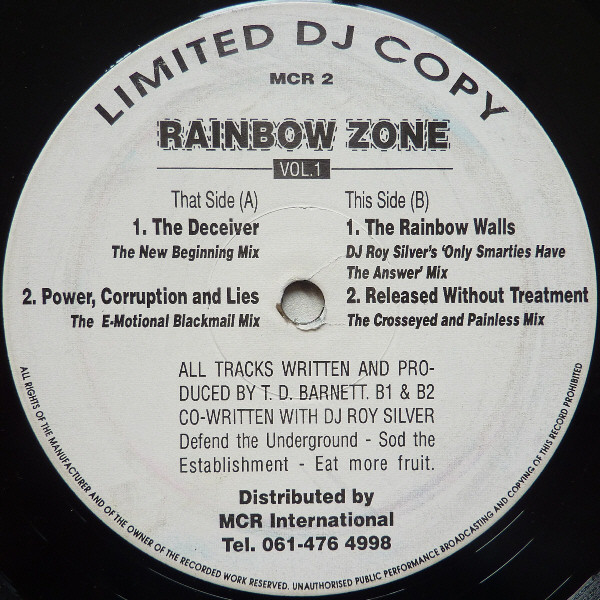 LIMITED DJ COPY
MCR 2
RAINBOW ZONE
VOL.1
That Side (A)
1. The Deceiver
The New Beginning Mix
2. Power, Corruption and Lies
The E-Motional Blackmail Mix
This Side (B)
1. The Rainbow Walls
DJ Roy Silver's 'Only Smarties Have
The Answer' Mix
2. Released Without Treatment
The Crosseyed and Painless Mix
ALL TRACKS WRITTEN AND PRO-
DUCED BY T. D. BARNETT. B1 & B2
CO-WRITTEN WITH DJ ROY SILVER
Defend the Underground - Sod the
Establishment - Eat more fruit.
Distributed by
MCR International
Tel. 061-476 4998
ALL RIGHTS OF THE MANUFACTURER AND OF THE OWNER OF THE RECORDED WORK RESERVED. UNAUTHORISED PUBLIC PERFORMANCE BROADCASTING AND COPYING OF THIS RECORD PROHIBITED